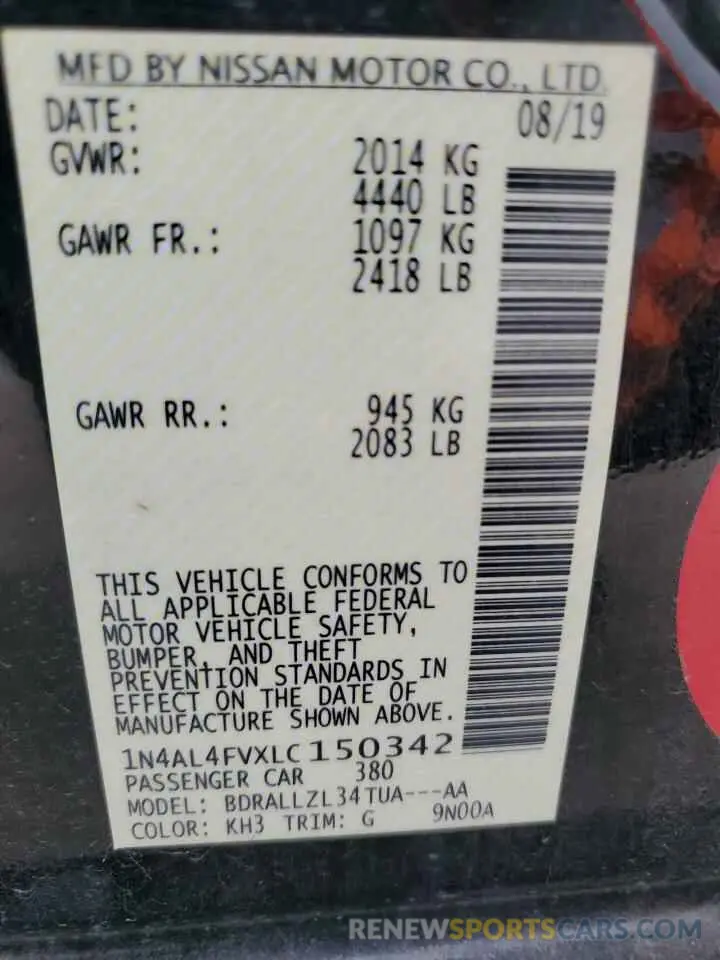 MFD BY NISSAN MOTOR CO., LTD.
DATE: 08/19
GVWR: 2014 KG
4440 LB
GAWR FR.: 1097 KG
2418 LB
GAWR RR.: 945 KG
2083 LB
THIS VEHICLE CONFORMS TO
ALL APPLICABLE FEDERAL
MOTOR VEHICLE SAFETY,
BUMPER, AND THEFT
PREVENTION STANDARDS IN
EFFECT ON THE DATE OF
MANUFACTURE SHOWN ABOVE.
1N4AL4FVXLC150342
PASSENGER CAR 380
MODEL: BDRALLZL34TUA---AA
COLOR: KH3 TRIM: G 9N00A
RENEWSPORTSCARS.COM